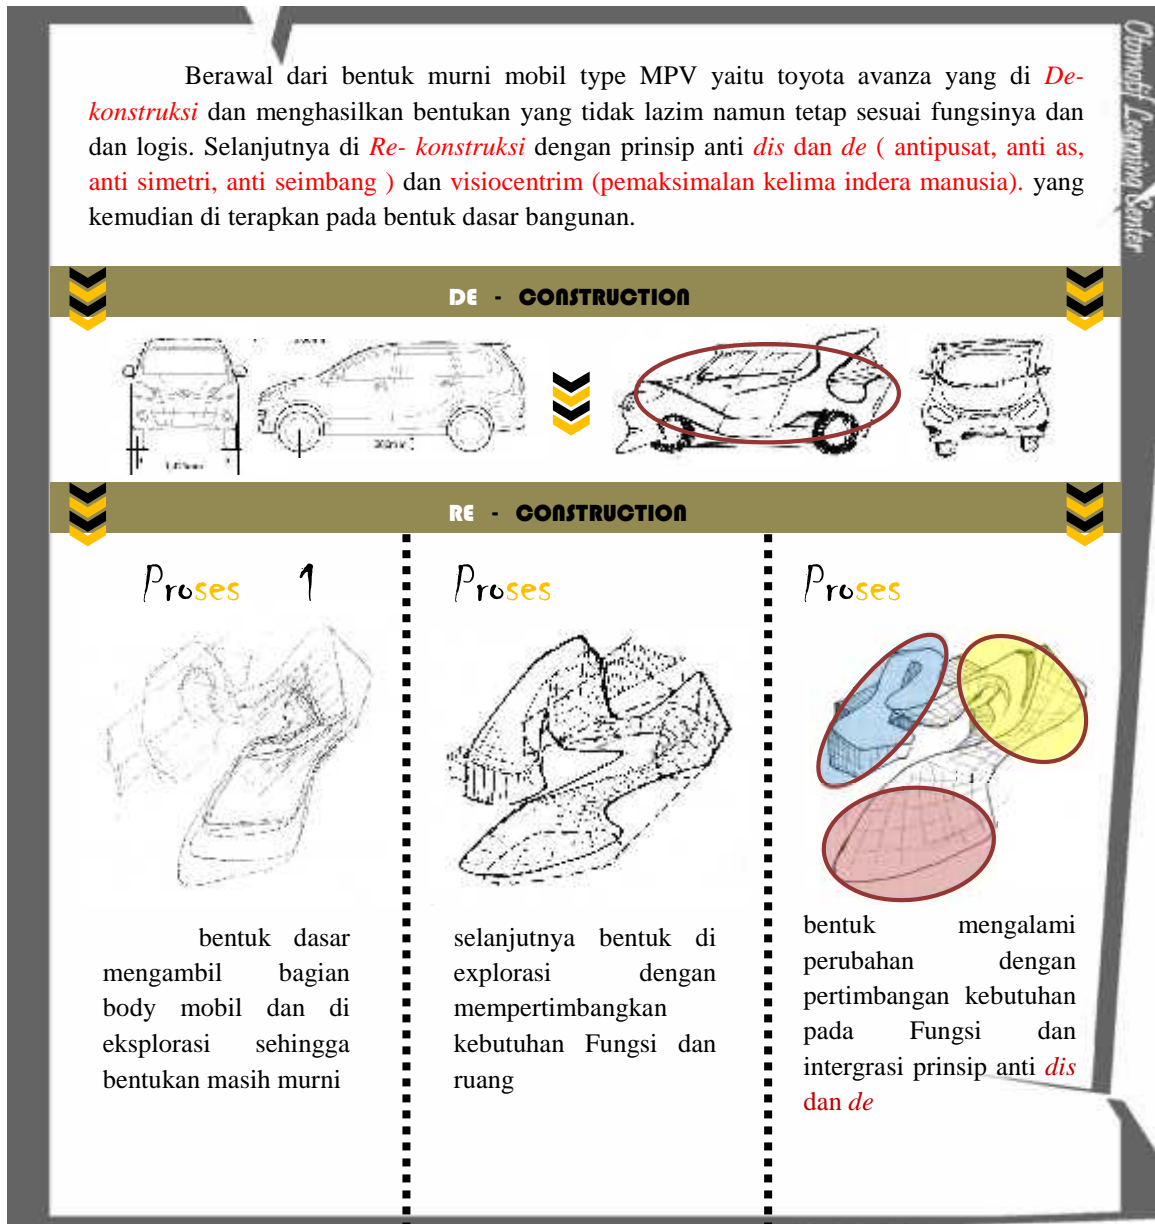 Otomotif Learning Senter
Berawal dari bentuk murni mobil type MPV yaitu toyota avanza yang di De-
konstruksi dan menghasilkan bentukan yang tidak lazim namun tetap sesuai fungsinya dan
dan logis. Selanjutnya di Re- konstruksi dengan prinsip anti dis dan de ( antipusat, anti as,
anti simetri, anti seimbang ) dan visiocentrim (pemaksimalan kelima indera manusia). yang
kemudian di terapkan pada bentuk dasar bangunan.
DE - CONSTRUCTION
RE - CONSTRUCTION
Proses 1
bentuk dasar
mengambil bagian
body mobil dan di
eksplorasi sehingga
bentukan masih murni
Proses
selanjutnya bentuk di
explorasi dengan
mempertimbangkan
kebutuhan Fungsi dan
ruang
Proses
bentuk mengalami
perubahan dengan
pertimbangan kebutuhan
pada Fungsi dan
intergrasi prinsip anti dis
dan de